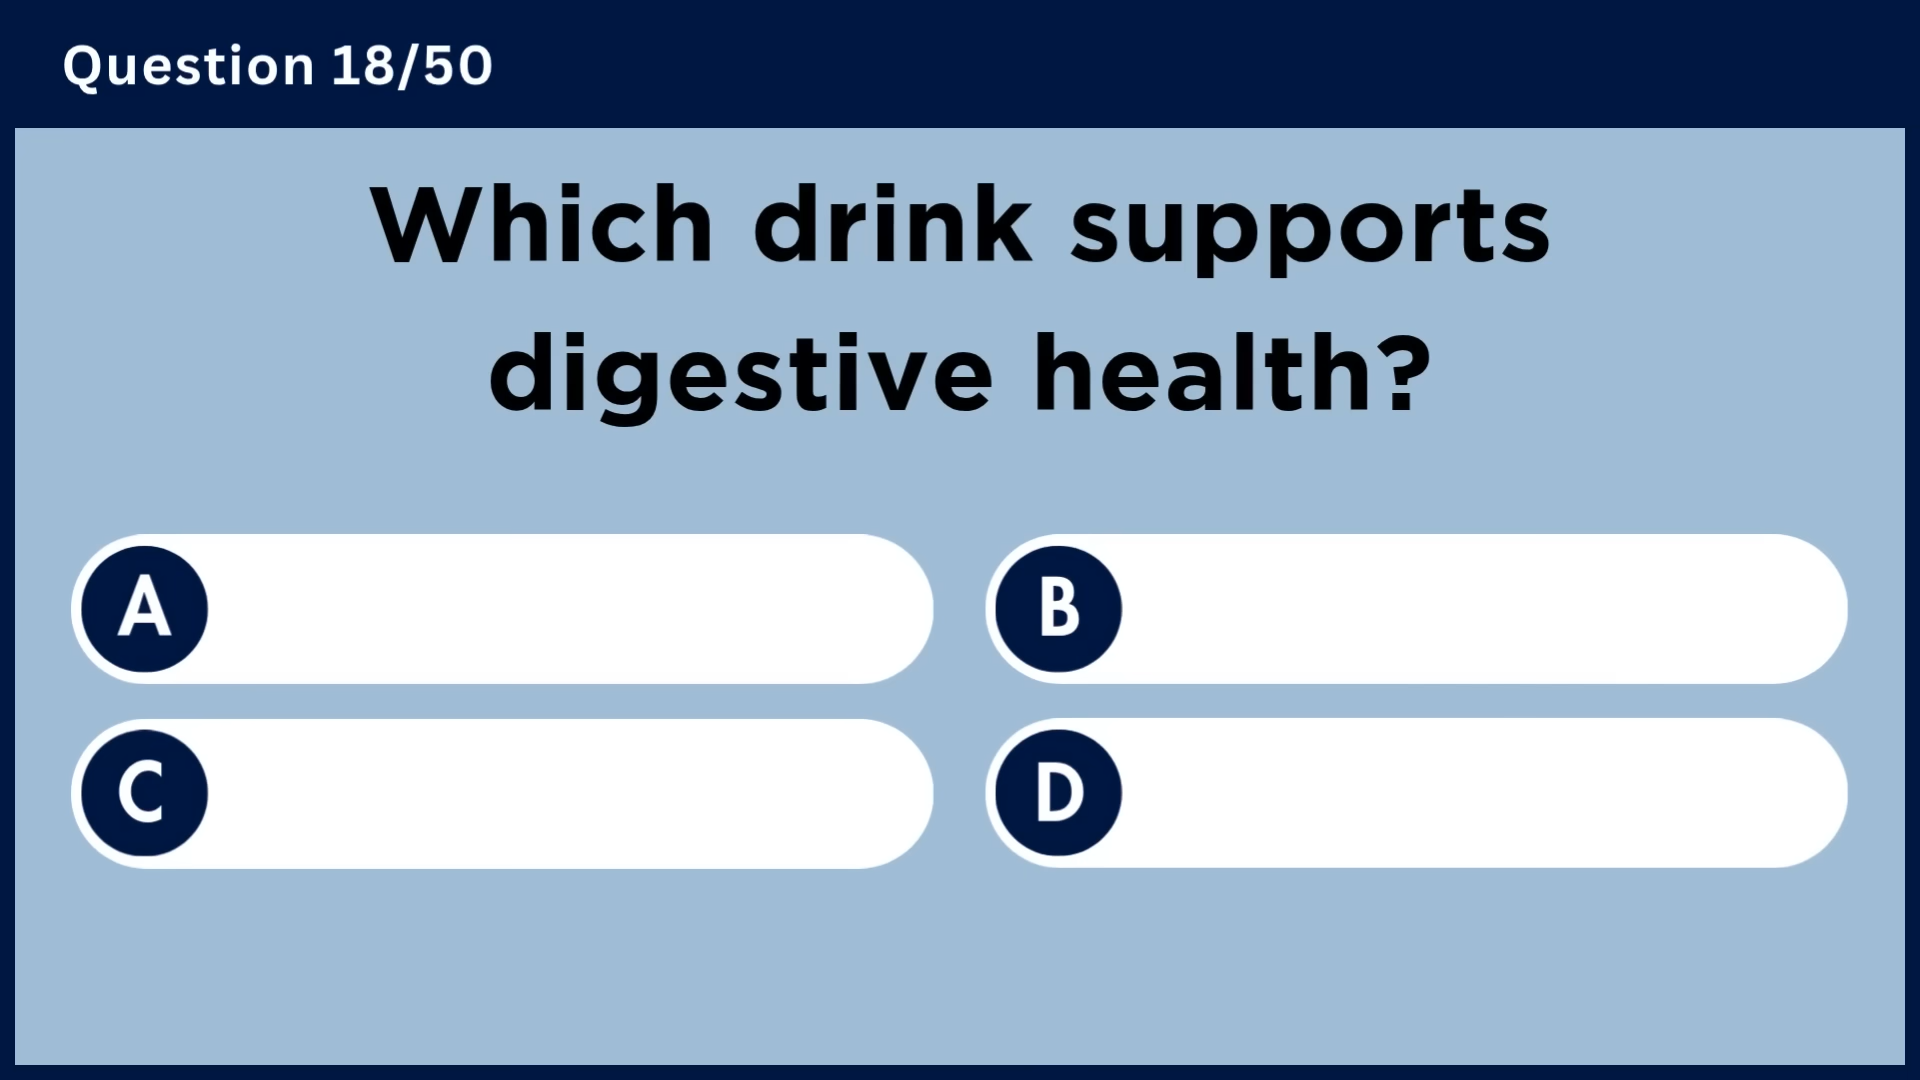 Question 18/50
Which drink supports
digestive health?
A
B
C
D